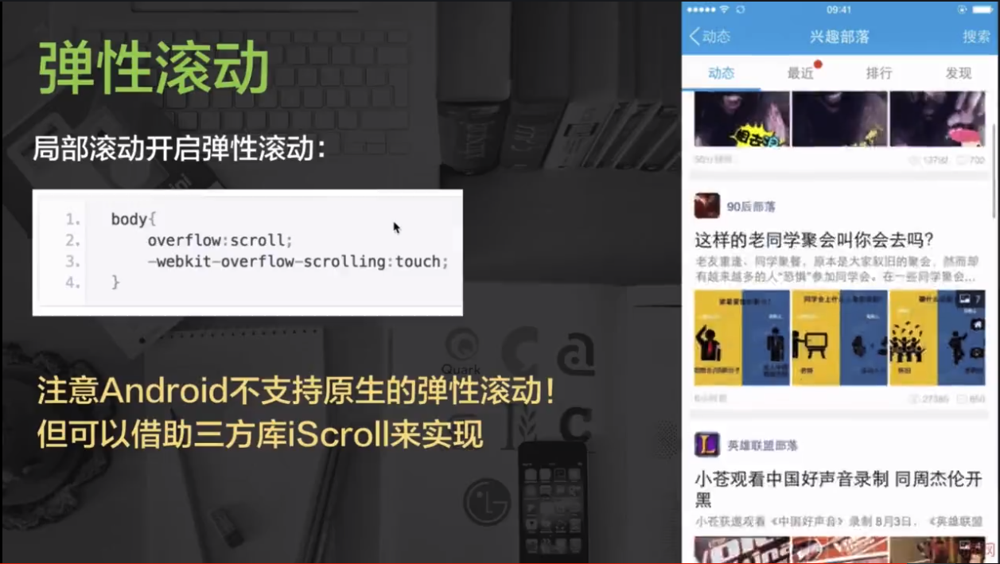 弹性滚动
局部滚动开启弹性滚动：
1. body{
2. overflow:scroll;
3. -webkit-overflow-scrolling:touch;
4. }
注意Android不支持原生的弹性滚动！
但可以借助三方库iScroll来实现
Quark
09:41
动态
兴趣部落
搜索
动态
最近
排行
发现
700
90后部落
这样的老同学聚会叫你会去吗？
老友重逢、同学聚餐，原本是大家叙旧的聚会，然而却
有越来越多的人“恐惧”参加同学会。在一些同学聚会...
7
27386
850
英雄联盟部落
小苍观看中国好声音录制 同周杰伦开
黑
小苍获邀观看《中国好声音》录制 8月3日，《英雄联盟